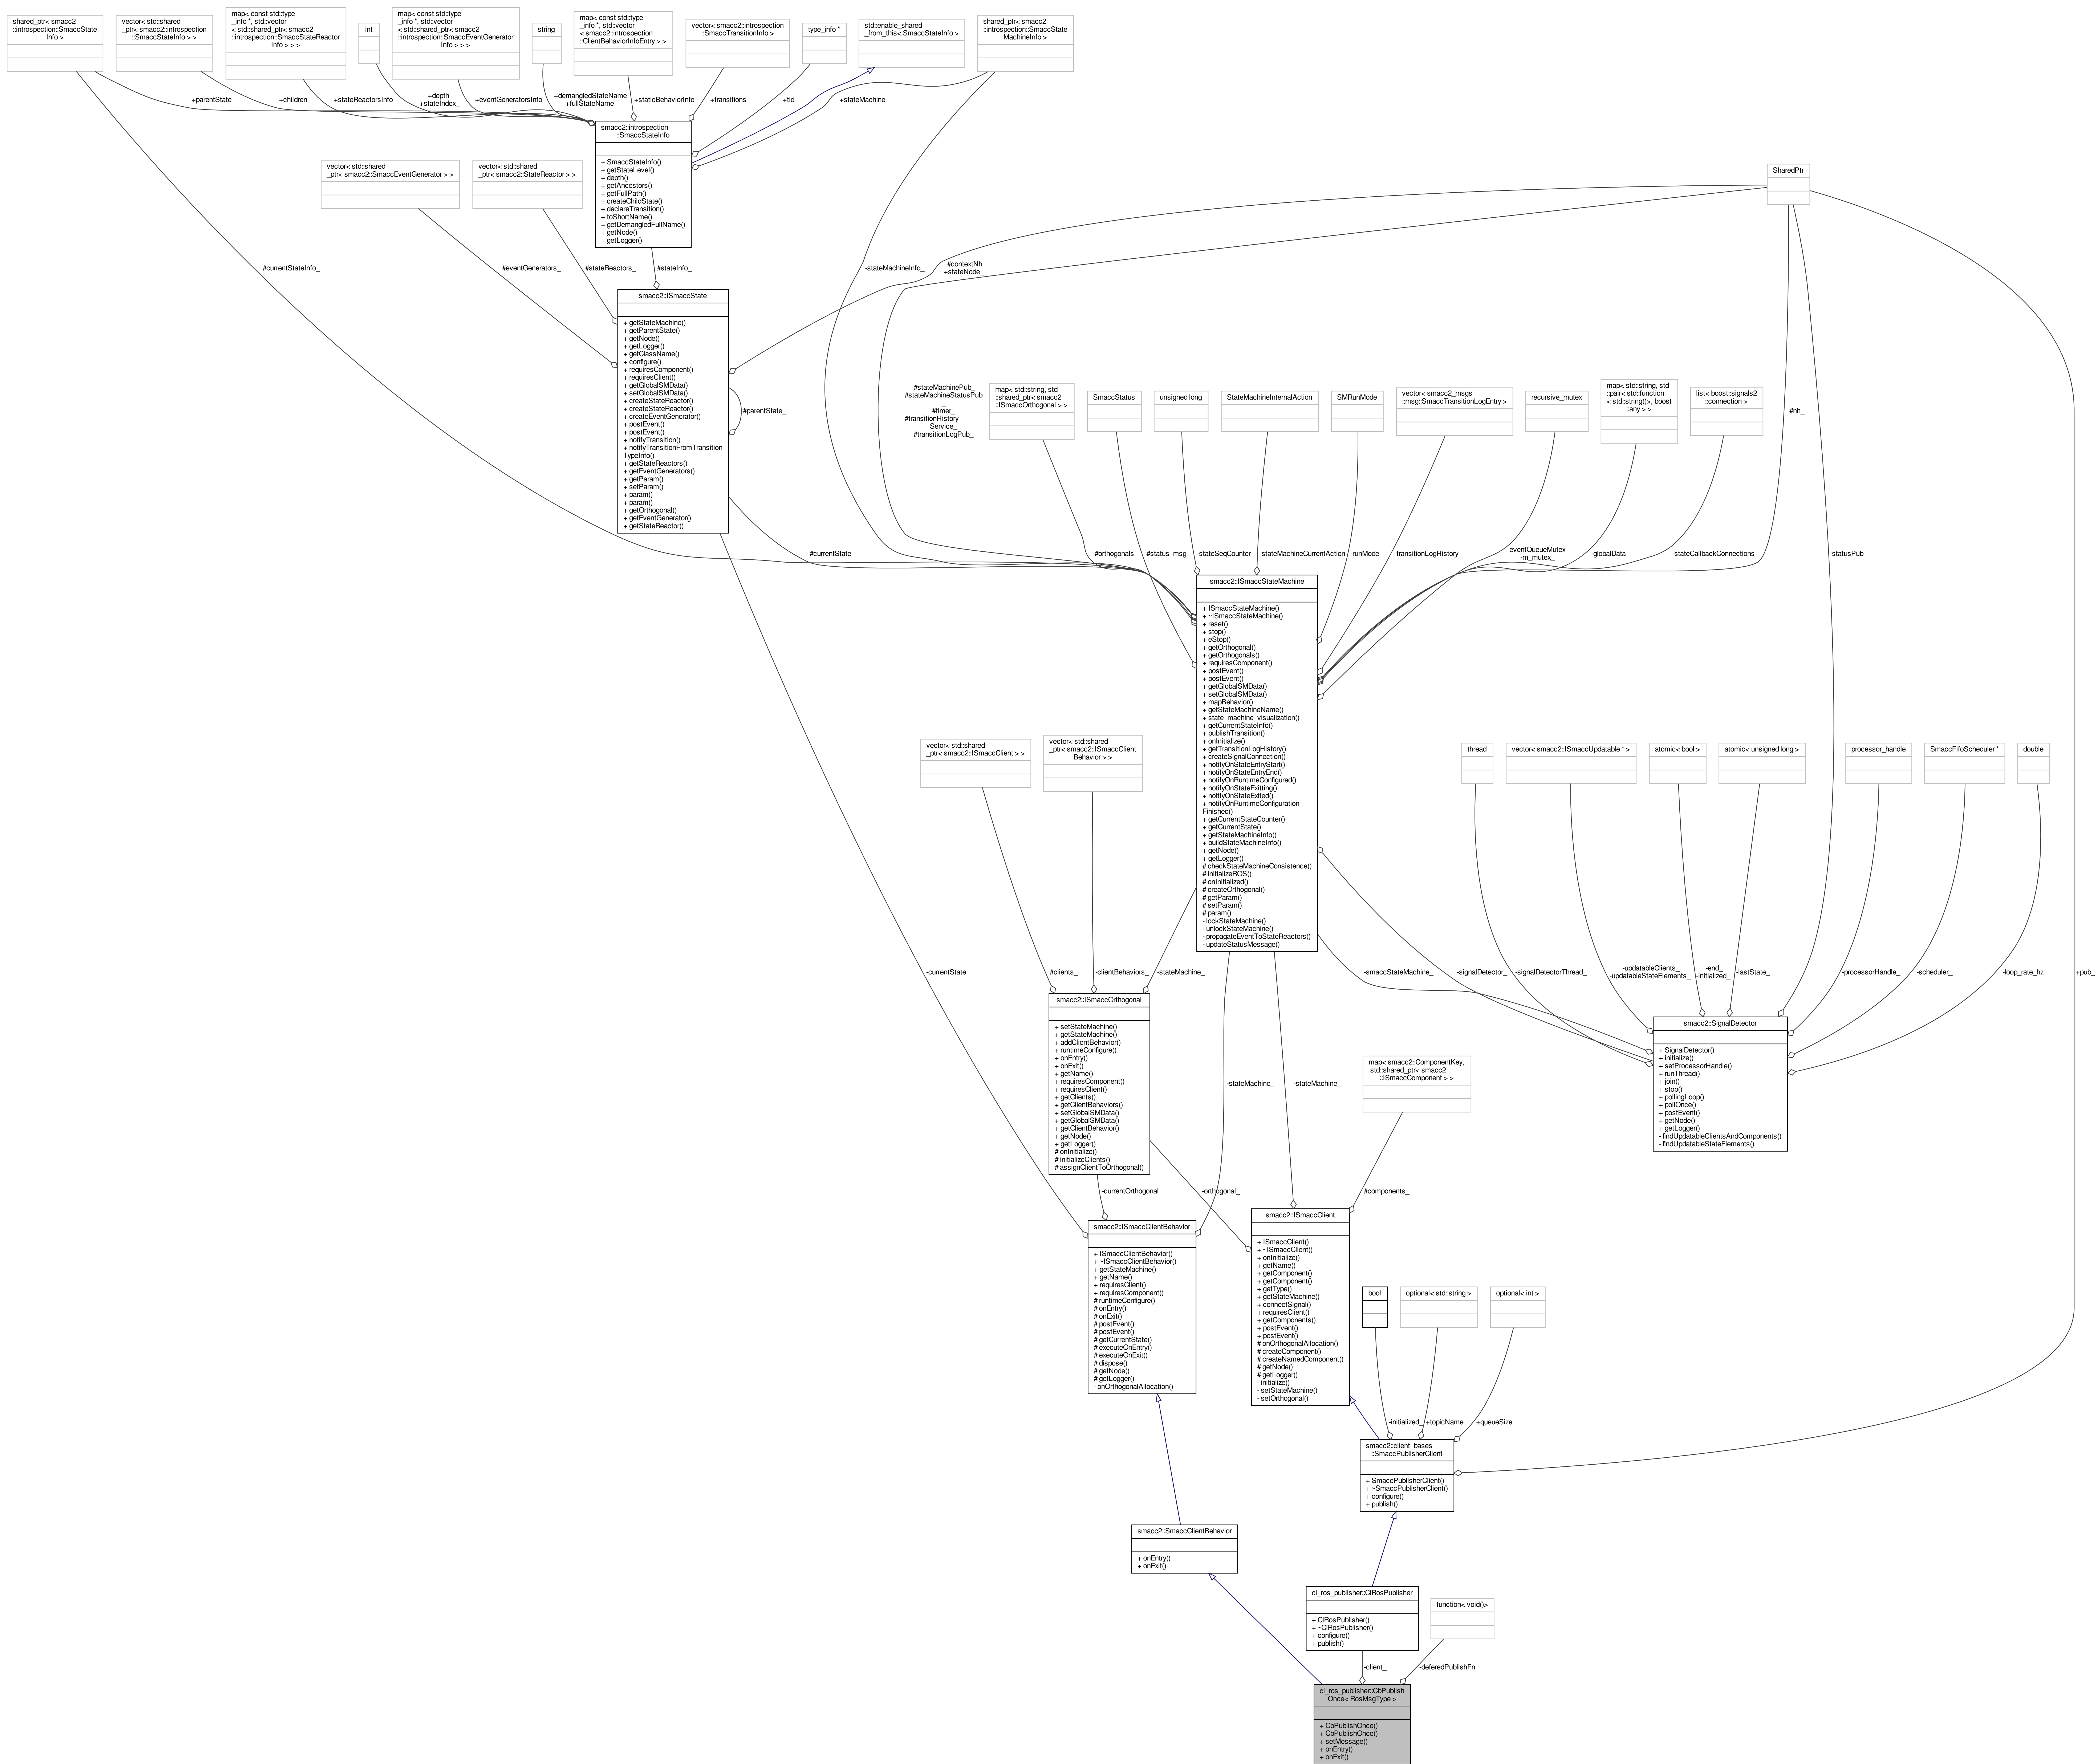 shared_ptr< smacc2
::introspection::SmaccState
Info >
vector< std::shared
_ptr< smacc2::introspection
::SmaccStateInfo > >
map< const std::type
_info *, std::vector
< std::shared_ptr< smacc2
::introspection::StateReactor
Info > > >
int
map< const std::type
_info *, std::vector
< std::shared_ptr< smacc2
::introspection::SmaccEventGenerator
Info > > >
string
map< const std::type
_info *, std::vector
< smacc2::introspection
::ClientBehaviorInfoEntry > >
vector< smacc2::introspection
::SmaccTransitionInfo >
type_info *
std::enable_shared
_from_this< SmaccStateInfo >
shared_ptr< smacc2
::introspection::SmaccState
MachineInfo >
+parentState_
+children_
+stateReactorsInfo
+depth_
+stateIndex_
+eventGeneratorsInfo
+demangledStateName
+fullStateName
+staticBehaviorInfo
+transitions_
+tid_
+stateMachine_
smacc2::introspection
::SmaccStateInfo
+ SmaccStateInfo()
+ getStateLevel()
+ depth()
+ getAncestors()
+ getFullPath()
+ createChildState()
+ declareTransition()
+ toShortName()
+ getDemangledFullName()
+ getNode()
+ getLogger()
vector< std::shared
_ptr< smacc2::SmaccEventGenerator > >
vector< std::shared
_ptr< smacc2::StateReactor > >
SharedPtr
#currentStateInfo_
#eventGenerators_
#stateReactors_
#stateInfo_
-stateMachineInfo_
#contextNh
+stateNode_
smacc2::ISmaccState
+ getStateMachine()
+ getParentState()
+ getNode()
+ getLogger()
+ getClassName()
+ configure()
+ requiresComponent()
+ requiresClient()
+ getGlobalSMData()
+ setGlobalSMData()
+ createStateReactor()
+ createStateReactor()
+ createEventGenerator()
+ postEvent()
+ postEvent()
+ notifyTransition()
+ notifyTransitionFromTransition
TypeInfo()
+ getStateReactors()
+ getEventGenerators()
+ getParam()
+ setParam()
+ param()
+ param()
+ getOrthogonal()
+ getEventGenerator()
+ getStateReactor()
#parentState_
#stateMachinePub_
#stateMachineStatusPub
_
#timer_
#transitionHistory
Service_
#transitionLogPub_
map< std::string, std
::shared_ptr< smacc2
::ISmaccOrthogonal > >
SmaccStatus
unsigned long
StateMachineInternalAction
SMRunMode
vector< smacc2_msgs
::msg::SmaccTransitionLogEntry >
recursive_mutex
map< std::string, std
::pair< std::function
< std::string()>, boost
::any > >
list< boost::signals2
::connection >
#nh_
#currentState_
#orthogonals_
#status_msg_
-stateSeqCounter_
-stateMachineCurrentAction
-runMode_
-transitionLogHistory_
-eventQueueMutex_
-m_mutex_
-globalData_
-stateCallbackConnections
-statusPub_
smacc2::ISmaccStateMachine
+ ISmaccStateMachine()
+ ~ISmaccStateMachine()
+ reset()
+ stop()
+ eStop()
+ getOrthogonal()
+ getOrthogonals()
+ requiresComponent()
+ postEvent()
+ postEvent()
+ getGlobalSMData()
+ setGlobalSMData()
+ mapBehavior()
+ getStateMachineName()
+ state_machine_visualization()
+ getCurrentStateInfo()
+ publishTransition()
+ onInitialize()
+ getTransitionLogHistory()
+ createSignalConnection()
+ notifyOnStateEntryStart()
+ notifyOnStateEntryEnd()
+ notifyOnRuntimeConfigured()
+ notifyOnStateExitting()
+ notifyOnStateExited()
+ notifyOnRuntimeConfiguration
Finished()
+ getCurrentStateCounter()
+ getCurrentState()
+ getStateMachineInfo()
+ buildStateMachineInfo()
+ getNode()
+ getLogger()
# checkStateMachineConsistence()
# initializeROS()
# onInitialized()
# createOrthogonal()
# getParam()
# setParam()
# param()
- lockStateMachine()
- unlockStateMachine()
- propagateEventToStateReactors()
- updateStatusMessage()
vector< std::shared
_ptr< smacc2::ISmaccClient > >
vector< std::shared
_ptr< smacc2::ISmaccClient
Behavior > >
thread
vector< smacc2::ISmaccUpdatable * >
atomic< bool >
atomic< unsigned long >
processor_handle
SmaccFifoScheduler *
double
-currentState
#clients_
-clientBehaviors_
-stateMachine_
-smaccStateMachine_
-signalDetector_
-signalDetectorThread_
-updatableClients_
-updatableStateElements_
-end_
-initialized_
-lastState_
-processorHandle_
-scheduler_
-loop_rate_hz
+pub_
smacc2::ISmaccOrthogonal
+ setStateMachine()
+ getStateMachine()
+ addClientBehavior()
+ runtimeConfigure()
+ onEntry()
+ onExit()
+ getName()
+ requiresComponent()
+ requiresClient()
+ getClients()
+ getClientBehaviors()
+ setGlobalSMData()
+ getGlobalSMData()
+ getClientBehavior()
+ getNode()
+ getLogger()
# onInitialize()
# initializeClients()
# assignClientToOrthogonal()
smacc2::SignalDetector
+ SignalDetector()
+ initialize()
+ setProcessorHandle()
+ runThread()
+ join()
+ stop()
+ pollingLoop()
+ pollOnce()
+ postEvent()
+ getNode()
+ getLogger()
- findUpdatableClientsAndComponents()
- findUpdatableStateElements()
-stateMachine_
-stateMachine_
map< smacc2::ComponentKey,
std::shared_ptr< smacc2
::ISmaccComponent > >
-currentOrthogonal
-orthogonal_
#components_
smacc2::ISmaccClientBehavior
+ ISmaccClientBehavior()
+ ~ISmaccClientBehavior()
+ getStateMachine()
+ getName()
+ requiresClient()
+ requiresComponent()
# runtimeConfigure()
# onEntry()
# onExit()
# postEvent()
# postEvent()
# getCurrentState()
# executeOnEntry()
# executeOnExit()
# dispose()
# getNode()
# getLogger()
- onOrthogonalAllocation()
smacc2::ISmaccClient
+ ISmaccClient()
+ ~ISmaccClient()
+ onInitialize()
+ getName()
+ getComponent()
+ getComponent()
+ getType()
+ getStateMachine()
+ connectSignal()
+ requiresClient()
+ getComponents()
+ postEvent()
+ postEvent()
# onOrthogonalAllocation()
# createComponent()
# createNamedComponent()
# getNode()
# getLogger()
- initialize()
- setStateMachine()
- setOrthogonal()
bool
optional< std::string >
optional< int >
-initialized_
+topicName
+queueSize
smacc2::client_bases
::SmaccPublisherClient
+ SmaccPublisherClient()
+ ~SmaccPublisherClient()
+ configure()
+ publish()
smacc2::SmaccClientBehavior
+ onEntry()
+ onExit()
cl_ros_publisher::ClRosPublisher
+ ClRosPublisher()
+ ~ClRosPublisher()
+ configure()
+ publish()
function< void()>
-client_
-deferedPublishFn
cl_ros_publisher::CbPublish
Once< RosMsgType >
+ CbPublishOnce()
+ CbPublishOnce()
+ setMessage()
+ onEntry()
+ onExit()